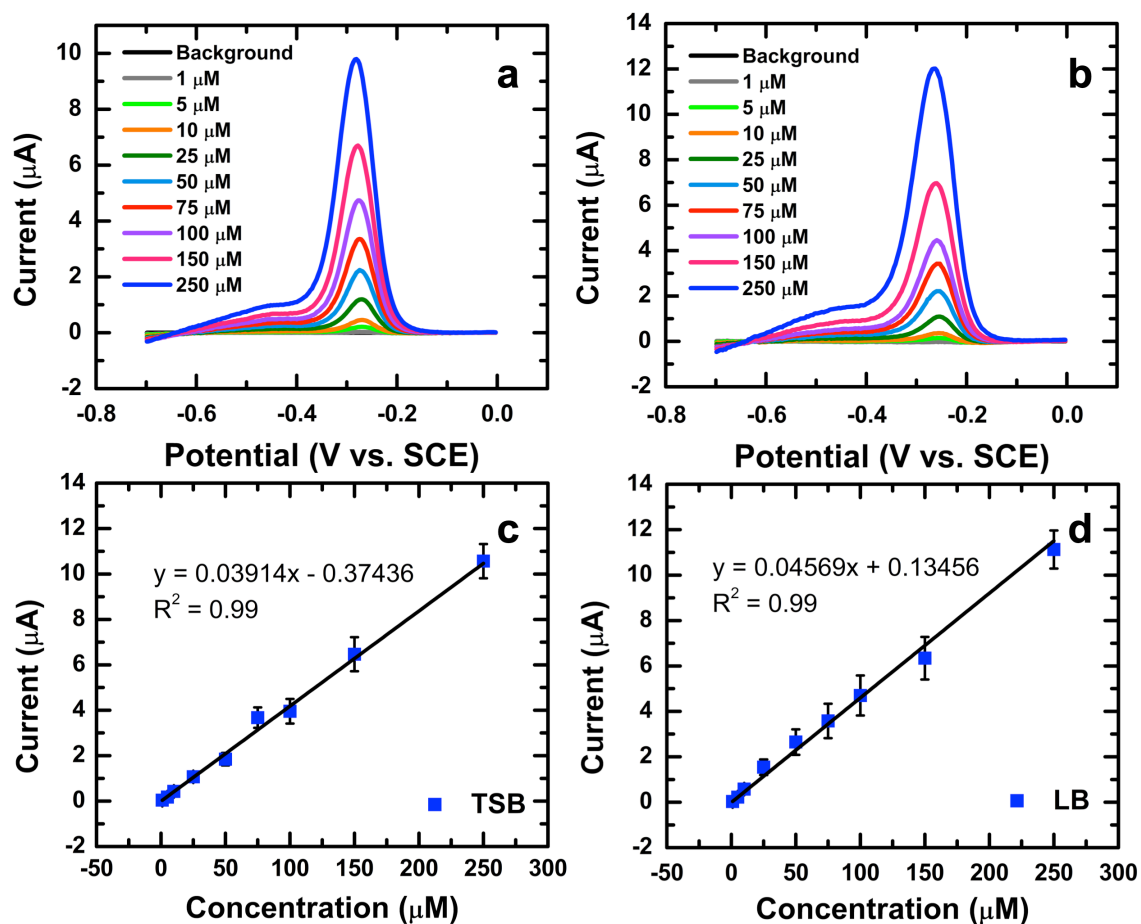 a
Background
1 μM
5 μM
10 μM
25 μM
50 μM
75 μM
100 μM
150 μM
250 μM
10
8
6
4
2
0
-2
Current (μA)
-0.8
-0.6
-0.4
-0.2
0.0
Potential (V vs. SCE)
b
Background
1 μM
5 μM
10 μM
25 μM
50 μM
75 μM
100 μM
150 μM
250 μM
14
12
10
8
6
4
2
0
-2
Current (μA)
-0.8
-0.6
-0.4
-0.2
0.0
Potential (V vs. SCE)
c
y = 0.03914x - 0.37436
R² = 0.99
TSB
14
12
10
8
6
4
2
0
-2
Current (μA)
-50
0
50
100
150
200
250
300
Concentration (μM)
d
y = 0.04569x + 0.13456
R² = 0.99
LB
14
12
10
8
6
4
2
0
-2
Current (μA)
-50
0
50
100
150
200
250
300
Concentration (μM)